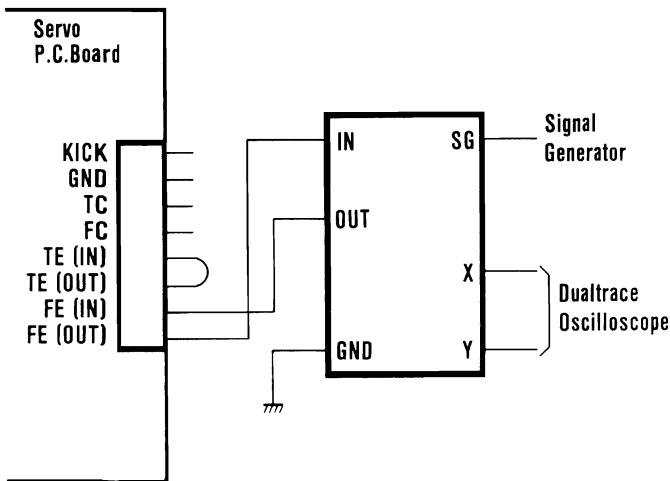 Servo
P.C.Board
KICK
GND
TC
FC
TE (IN)
TE (OUT)
FE (IN)
FE (OUT)
IN
OUT
GND
SG
X
Y
Signal
Generator
Dualtrace
Oscilloscope